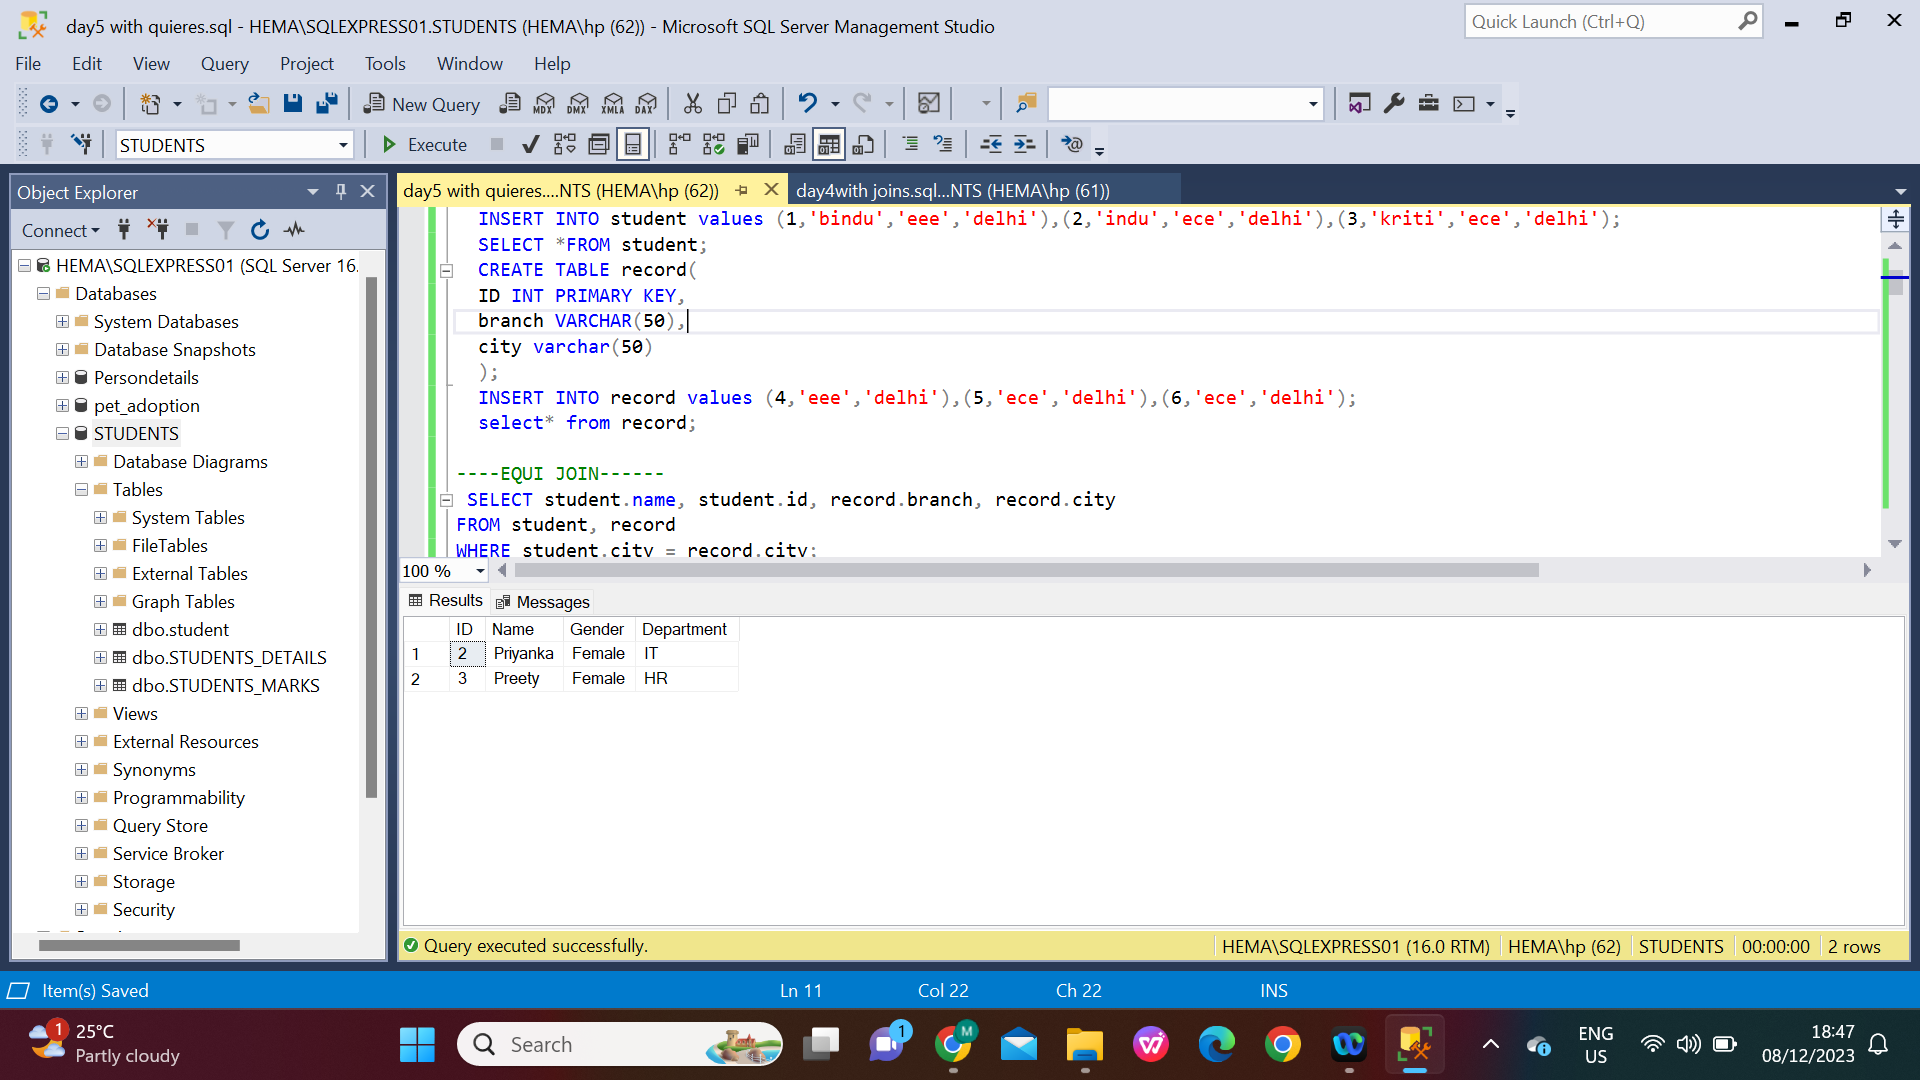 day5 with quieres.sql - HEMA\SQLEXPRESS01.STUDENTS (HEMA\hp (62)) - Microsoft SQL Server Management Studio
Quick Launch (Ctrl+Q)
File Edit View Query Project Tools Window Help
New Query MDX DMX XMLA DAX
STUDENTS Execute
Object Explorer
Connect
HEMA\SQLEXPRESS01 (SQL Server 16.
Databases
System Databases
Database Snapshots
Persondetails
pet_adoption
STUDENTS
Database Diagrams
Tables
System Tables
FileTables
External Tables
Graph Tables
dbo.student
dbo.STUDENTS_DETAILS
dbo.STUDENTS_MARKS
Views
External Resources
Synonyms
Programmability
Query Store
Service Broker
Storage
Security
day5 with quieres....NTS (HEMA\hp (62)) day4with joins.sql...NTS (HEMA\hp (61))
INSERT INTO student values (1,'bindu','eee','delhi'),(2,'indu','ece','delhi'),(3,'kriti','ece','delhi');
SELECT *FROM student;
CREATE TABLE record(
ID INT PRIMARY KEY,
branch VARCHAR(50),
city varchar(50)
);
INSERT INTO record values (4,'eee','delhi'),(5,'ece','delhi'),(6,'ece','delhi');
select* from record;
----EQUI JOIN------
SELECT student.name, student.id, record.branch, record.city
FROM student, record
WHERE student.city = record.city;
100 %
Results Messages
ID Name Gender Department
1 2 Priyanka Female IT
2 3 Preety Female HR
Query executed successfully. HEMA\SQLEXPRESS01 (16.0 RTM) HEMA\hp (62) STUDENTS 00:00:00 2 rows
Item(s) Saved Ln 11 Col 22 Ch 22 INS
1
25°C
Partly cloudy
Search
1
M
ENG
US
18:47
08/12/2023